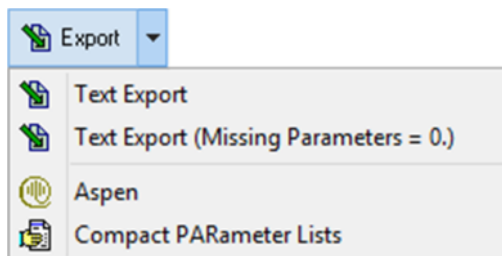 Export
Text Export
Text Export (Missing Parameters = 0.)
Aspen
Compact PARameter Lists